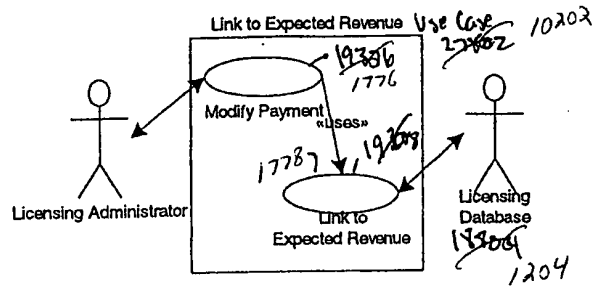 Link to Expected Revenue Use Case
10202
1776
Modify Payment
«uses»
1778
Licensing Administrator
Link to
Expected Revenue
Licensing
Database
1204